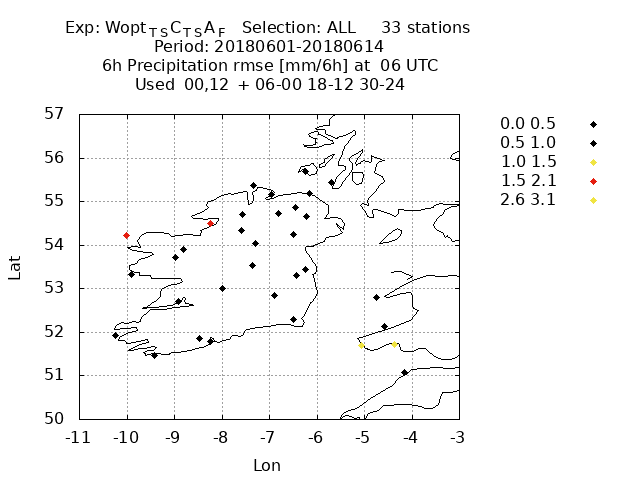 Exp: Wopt_TS C_TS A_F Selection: ALL 33 stations
Period: 20180601-20180614
6h Precipitation rmse [mm/6h] at 06 UTC
Used 00,12 + 06-00 18-12 30-24
57
56
55
54
53
52
51
50
-11 -10 -9 -8 -7 -6 -5 -4 -3
Lat
Lon
0.0 0.5
0.5 1.0
1.0 1.5
1.5 2.1
2.6 3.1